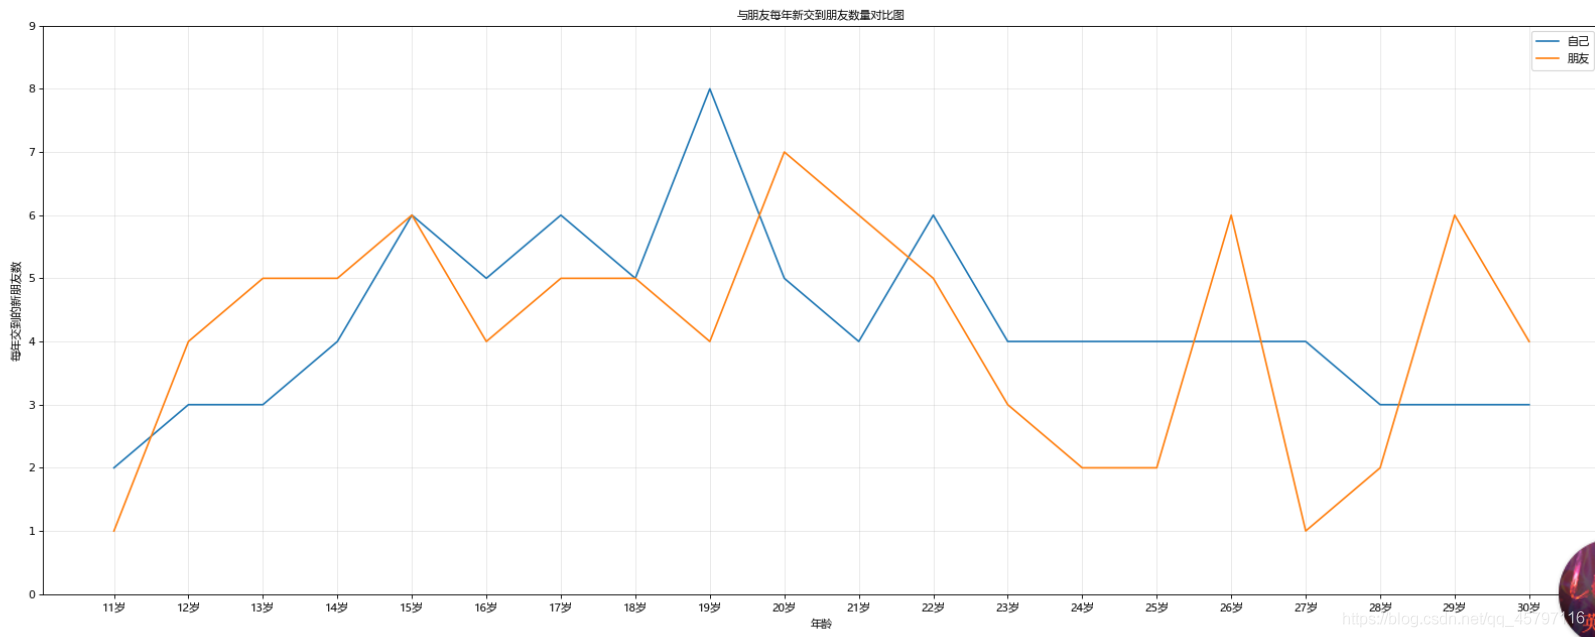 与朋友每年新交到朋友数量对比图
自己
朋友
每年交到的新朋友数
9
8
7
6
5
4
3
2
1
0
11岁 12岁 13岁 14岁 15岁 16岁 17岁 18岁 19岁 20岁 21岁 22岁 23岁 24岁 25岁 26岁 27岁 28岁 29岁 30岁
年龄
https://blog.csdn.net/qq_45797116